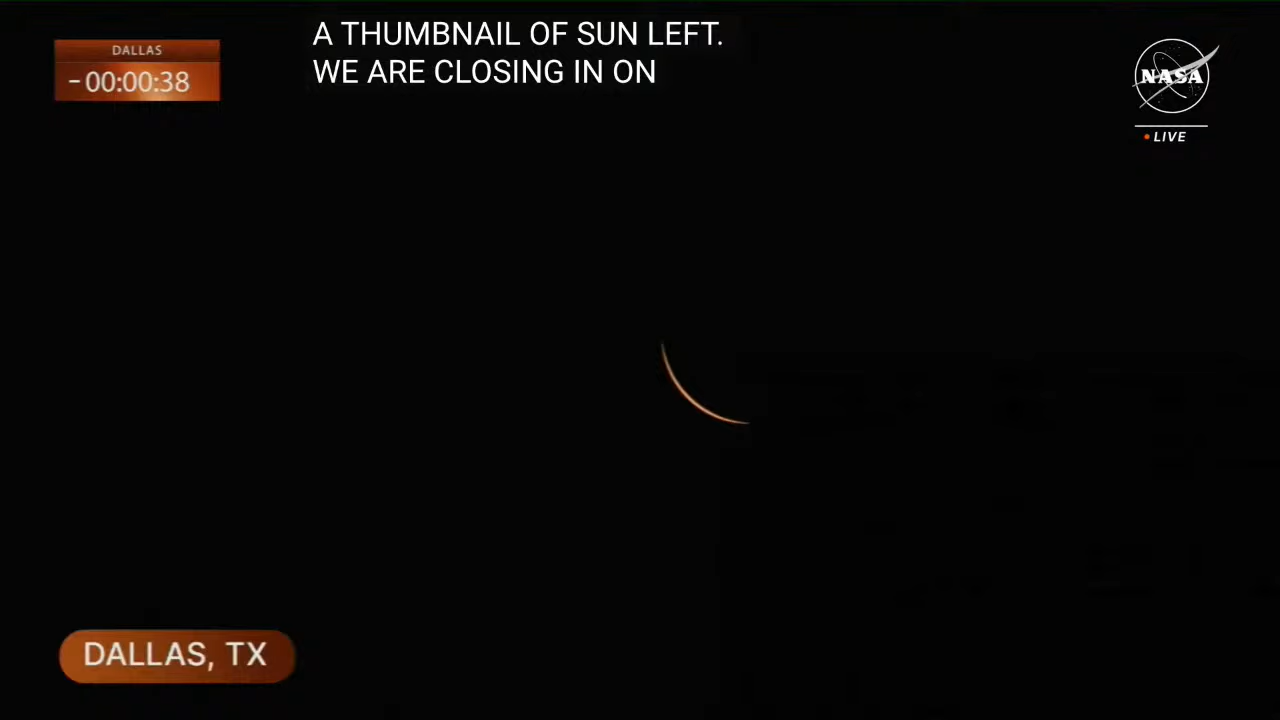 DALLAS
-00:00:38
A THUMBNAIL OF SUN LEFT.
WE ARE CLOSING IN ON
NASA
LIVE
DALLAS, TX